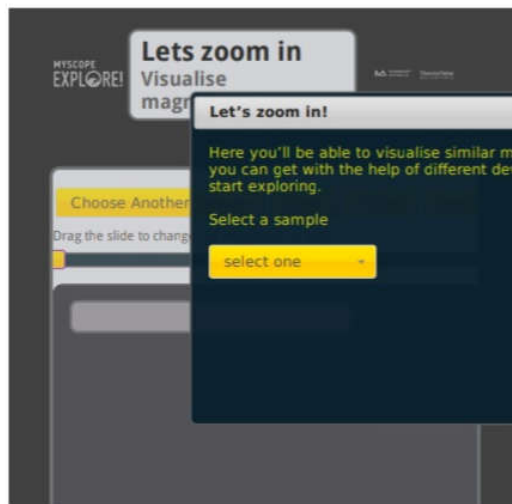 MYSCOPE
EXPLORE!
Lets zoom in
Visualise
magn
Let's zoom in!
Here you'll be able to visualise similar m
you can get with the help of different dev
start exploring.
Select a sample
select one
Choose Another
Drag the slide to chang